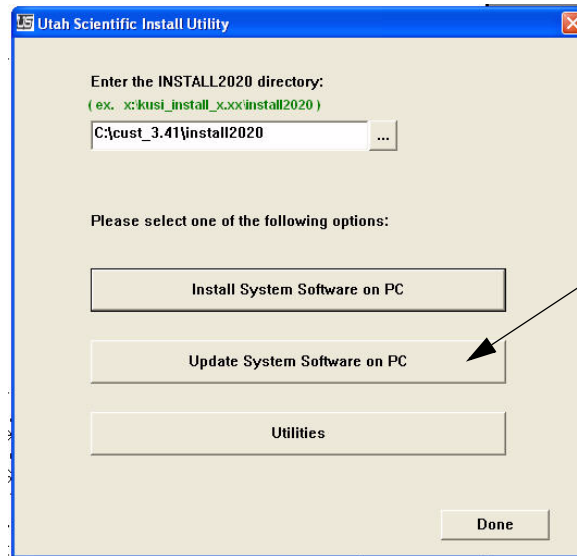 US Utah Scientific Install Utility
Enter the INSTALL2020 directory:
( ex. x:\kusi_install_x.xx\install2020 )
C:\cust_3.41\install2020 ...
Please select one of the following options:
Install System Software on PC
Update System Software on PC
Utilities
Done